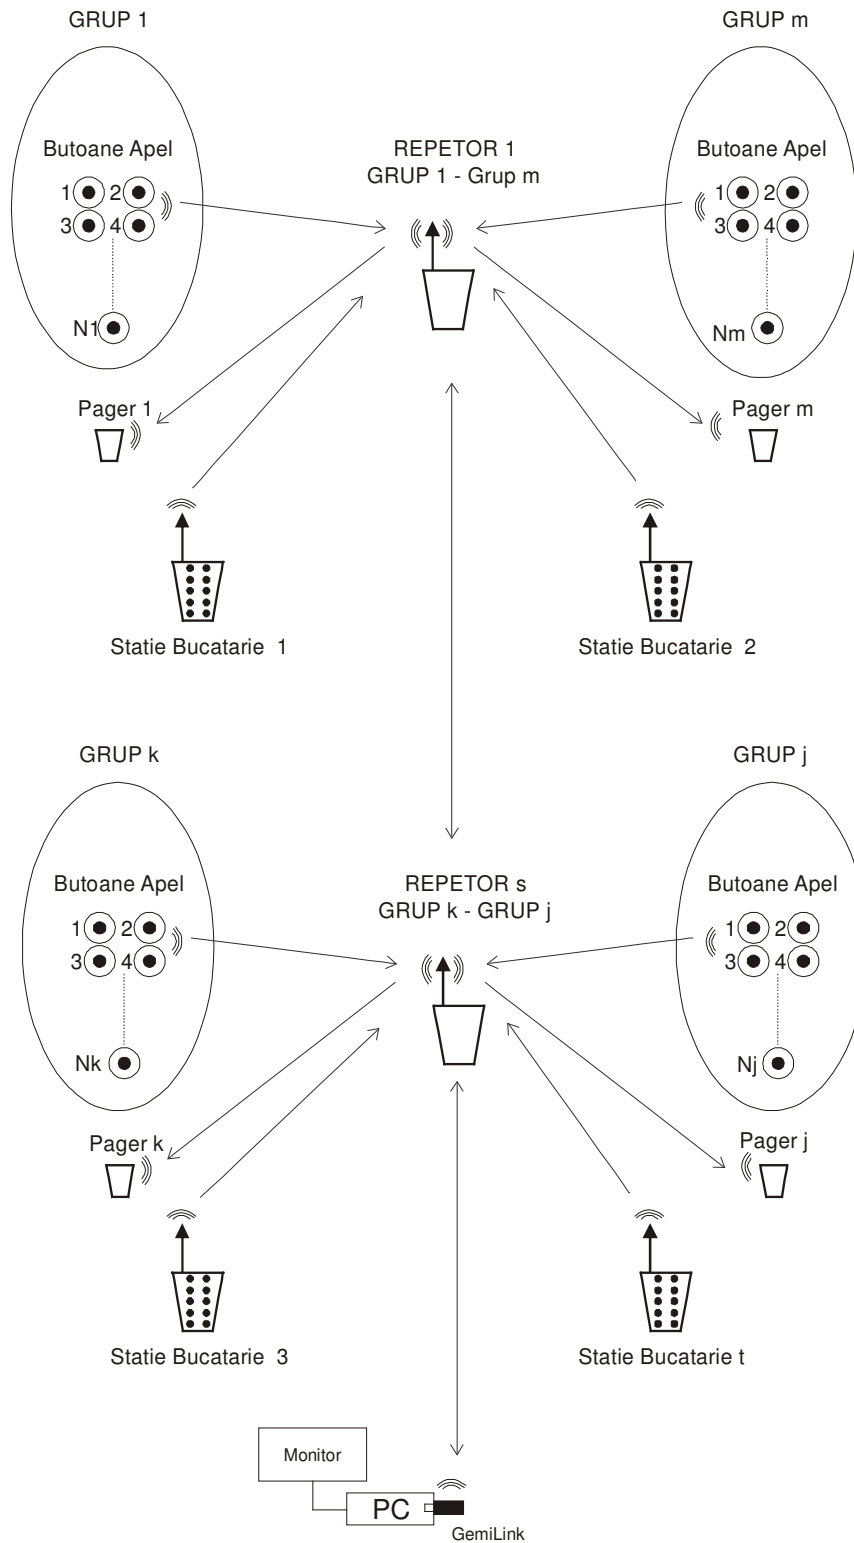 GRUP 1
GRUP m
Butoane Apel
REPETOR 1
Butoane Apel
GRUP 1 - Grup m
1 2
1 2
3 4
3 4
N1
Nm
Pager 1
Pager m
Statie Bucatarie 1
Statie Bucatarie 2
GRUP k
GRUP j
Butoane Apel
REPETOR s
Butoane Apel
GRUP k - GRUP j
1 2
1 2
3 4
3 4
Nk
Nj
Pager k
Pager j
Statie Bucatarie 3
Statie Bucatarie t
Monitor
PC
GemiLink